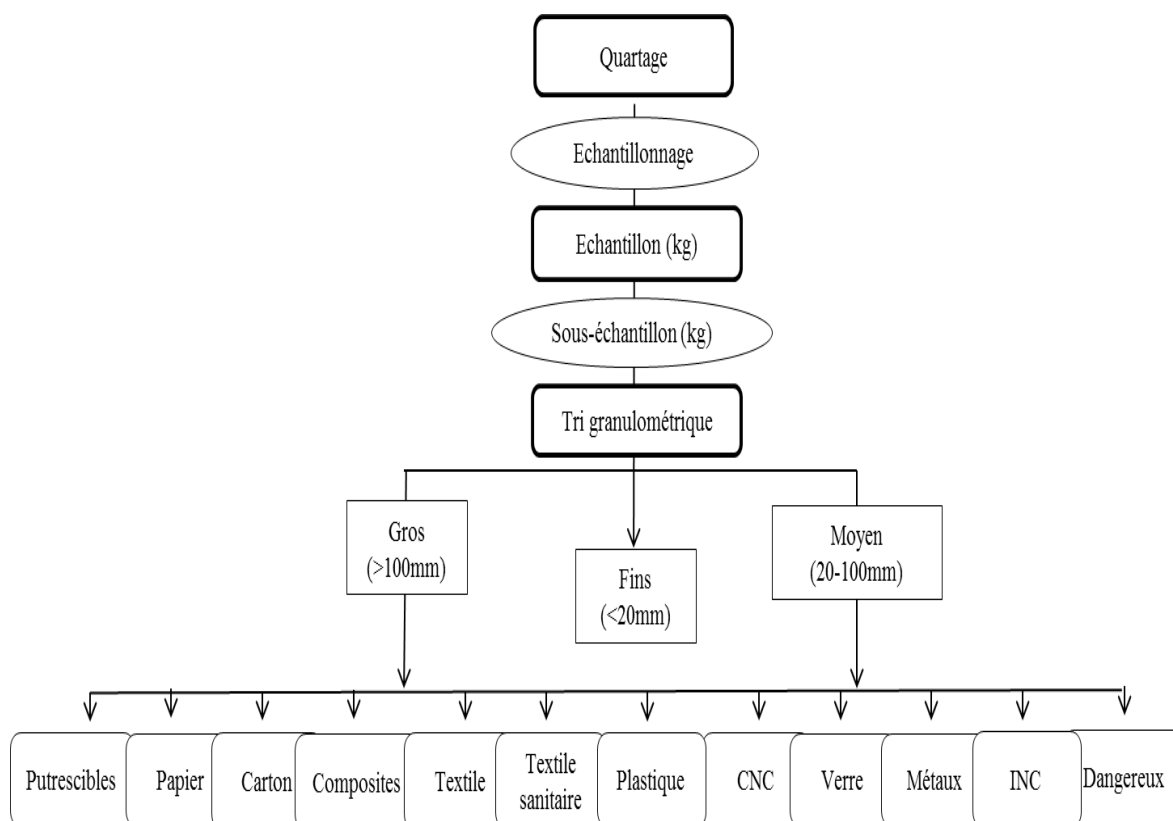 Quartage
Echantillonnage
Echantillon (kg)
Sous-échantillon (kg)
Tri granulométrique
Gros
(>100mm)
Fins
(<20mm)
Moyen
(20-100mm)
Putrescibles
Papier
Carton
Composites
Textile
Textile
sanitaire
Plastique
CNC
Verre
Métaux
INC
Dangereux